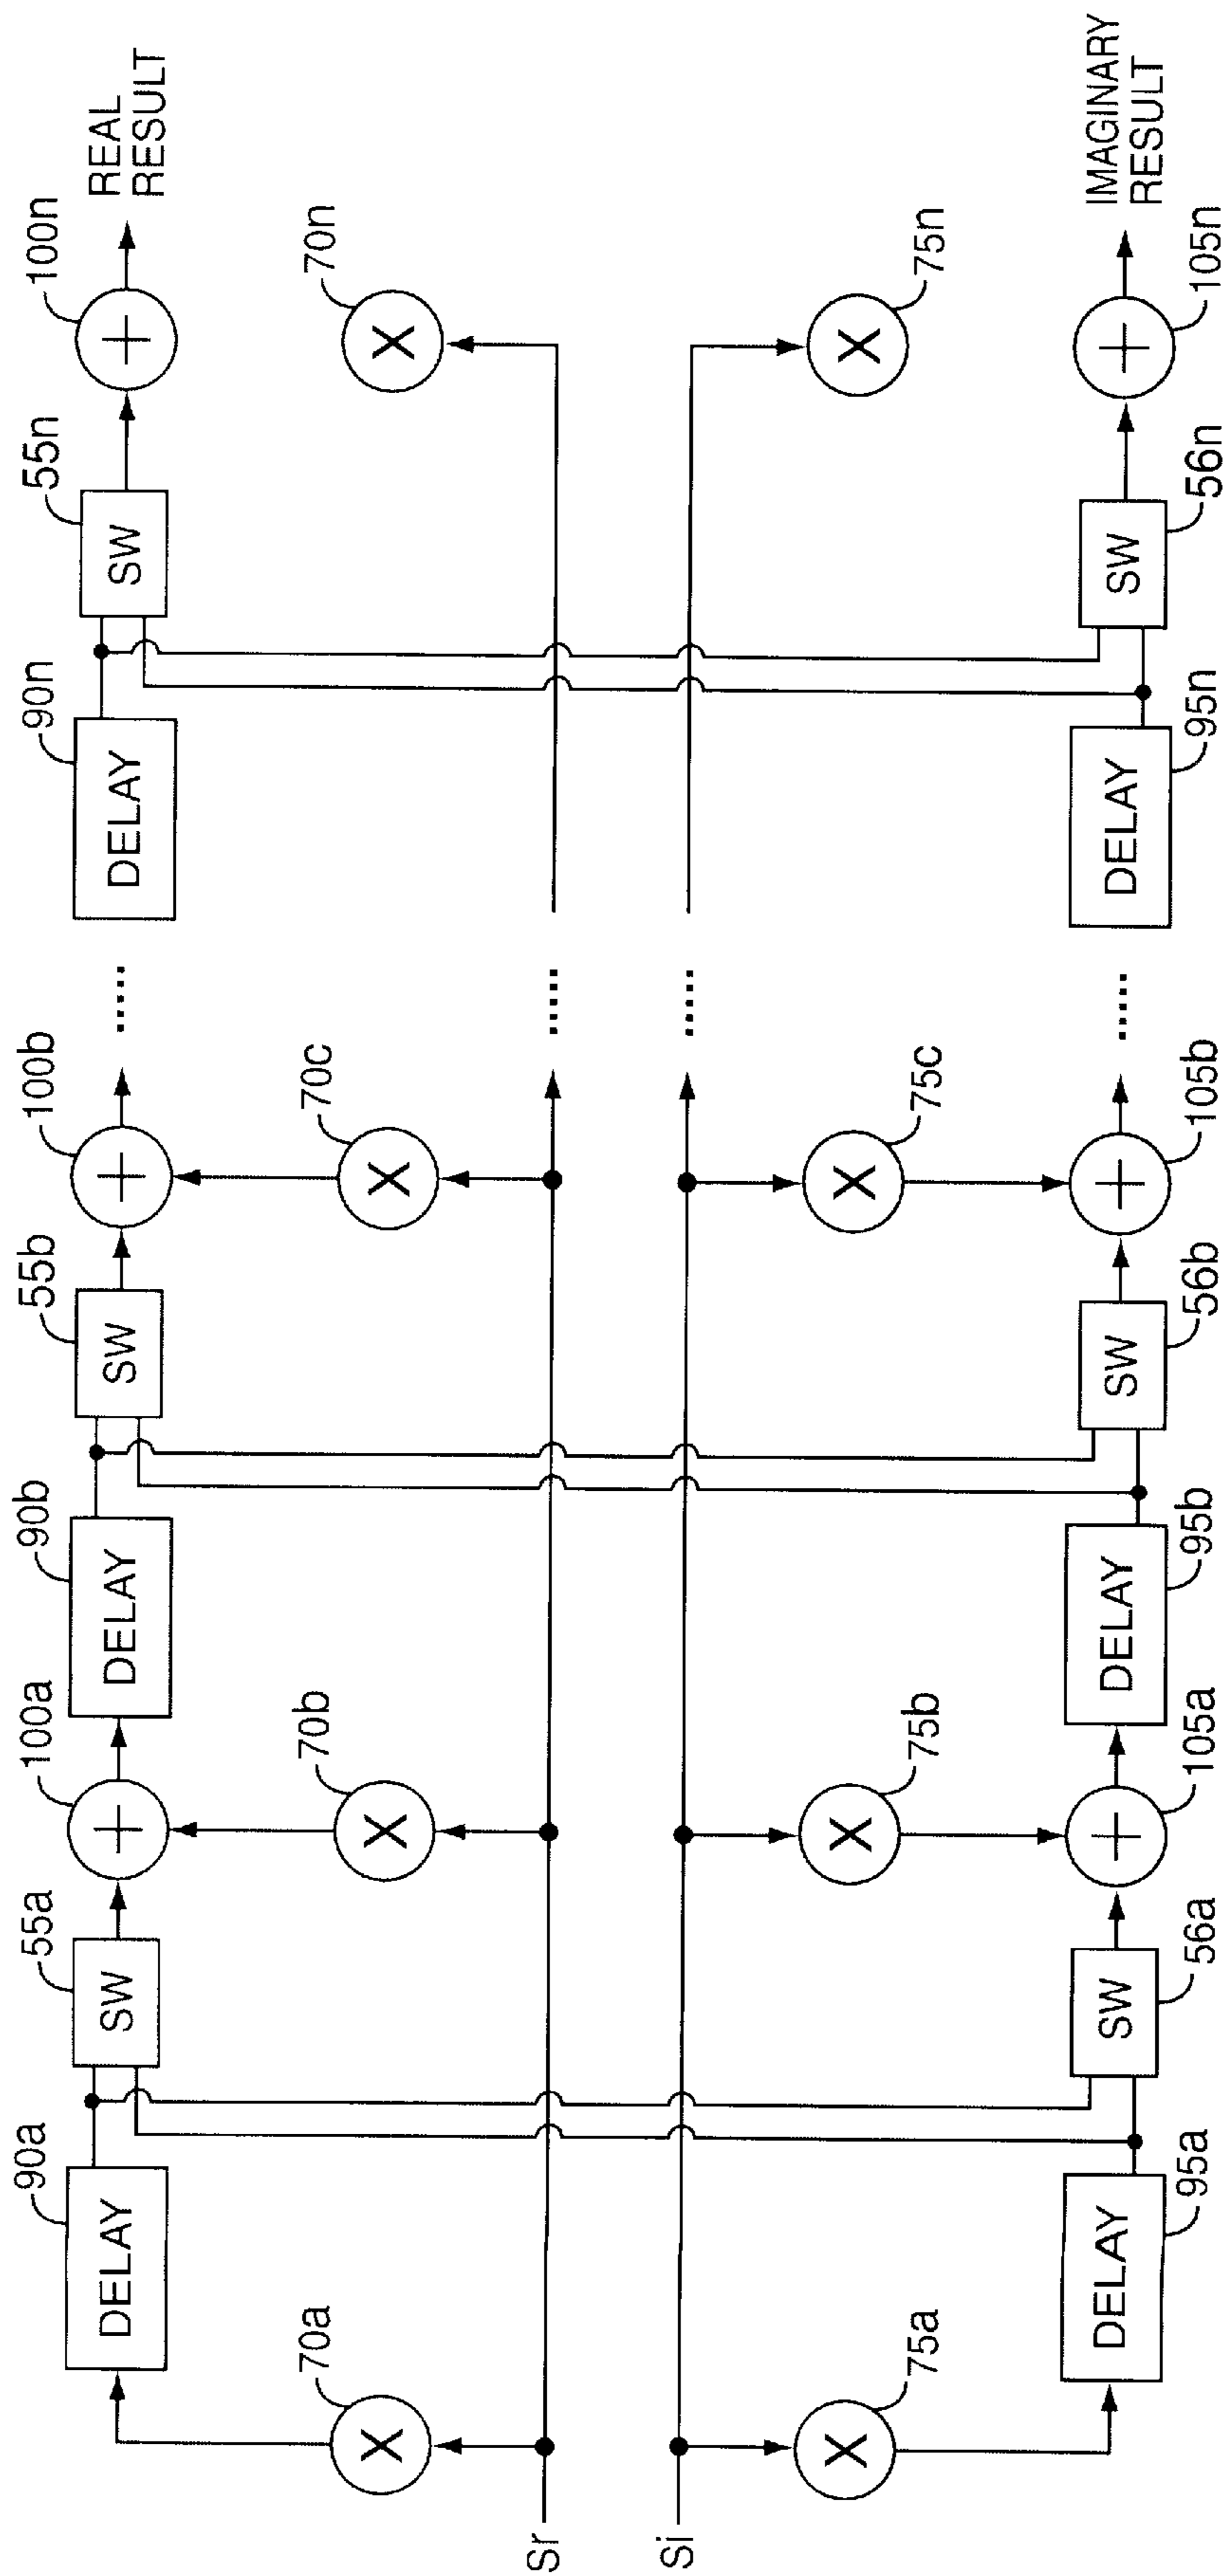 90a
55a
100a
90b
55b
100b
90n
55n
100n
DELAY
SW
+
DELAY
SW
+
.....
DELAY
SW
+
REAL
RESULT
70a
70b
70c
70n
X
X
X
X
Sr
.....
Si
.....
75a
75b
75c
75n
X
X
X
X
DELAY
SW
+
DELAY
SW
+
.....
DELAY
SW
+
IMAGINARY
RESULT
95a
56a
105a
95b
56b
105b
95n
56n
105n